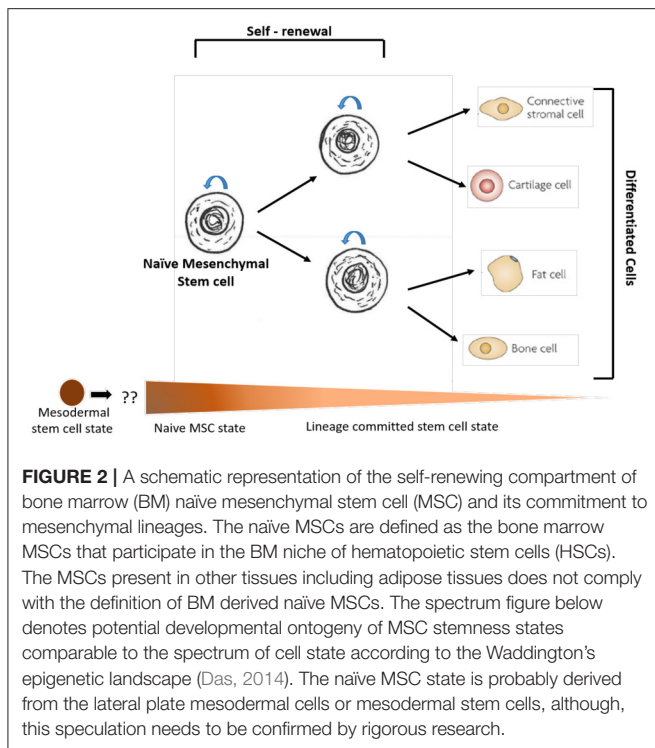 Self - renewal
Connective
stromal cell
Cartilage cell
Naïve Mesenchymal
Stem cell
Fat cell
Bone cell
Differentiated Cells
??
Mesodermal
stem cell state
Naive MSC state
Lineage committed stem cell state
FIGURE 2 | A schematic representation of the self-renewing compartment of
bone marrow (BM) naïve mesenchymal stem cell (MSC) and its commitment to
mesenchymal lineages. The naïve MSCs are defined as the bone marrow
MSCs that participate in the BM niche of hematopoietic stem cells (HSCs).
The MSCs present in other tissues including adipose tissues does not comply
with the definition of BM derived naïve MSCs. The spectrum figure below
denotes potential developmental ontogeny of MSC stemness states
comparable to the spectrum of cell state according to the Waddington's
epigenetic landscape (Das, 2014). The naïve MSC state is probably derived
from the lateral plate mesodermal cells or mesodermal stem cells, although,
this speculation needs to be confirmed by rigorous research.